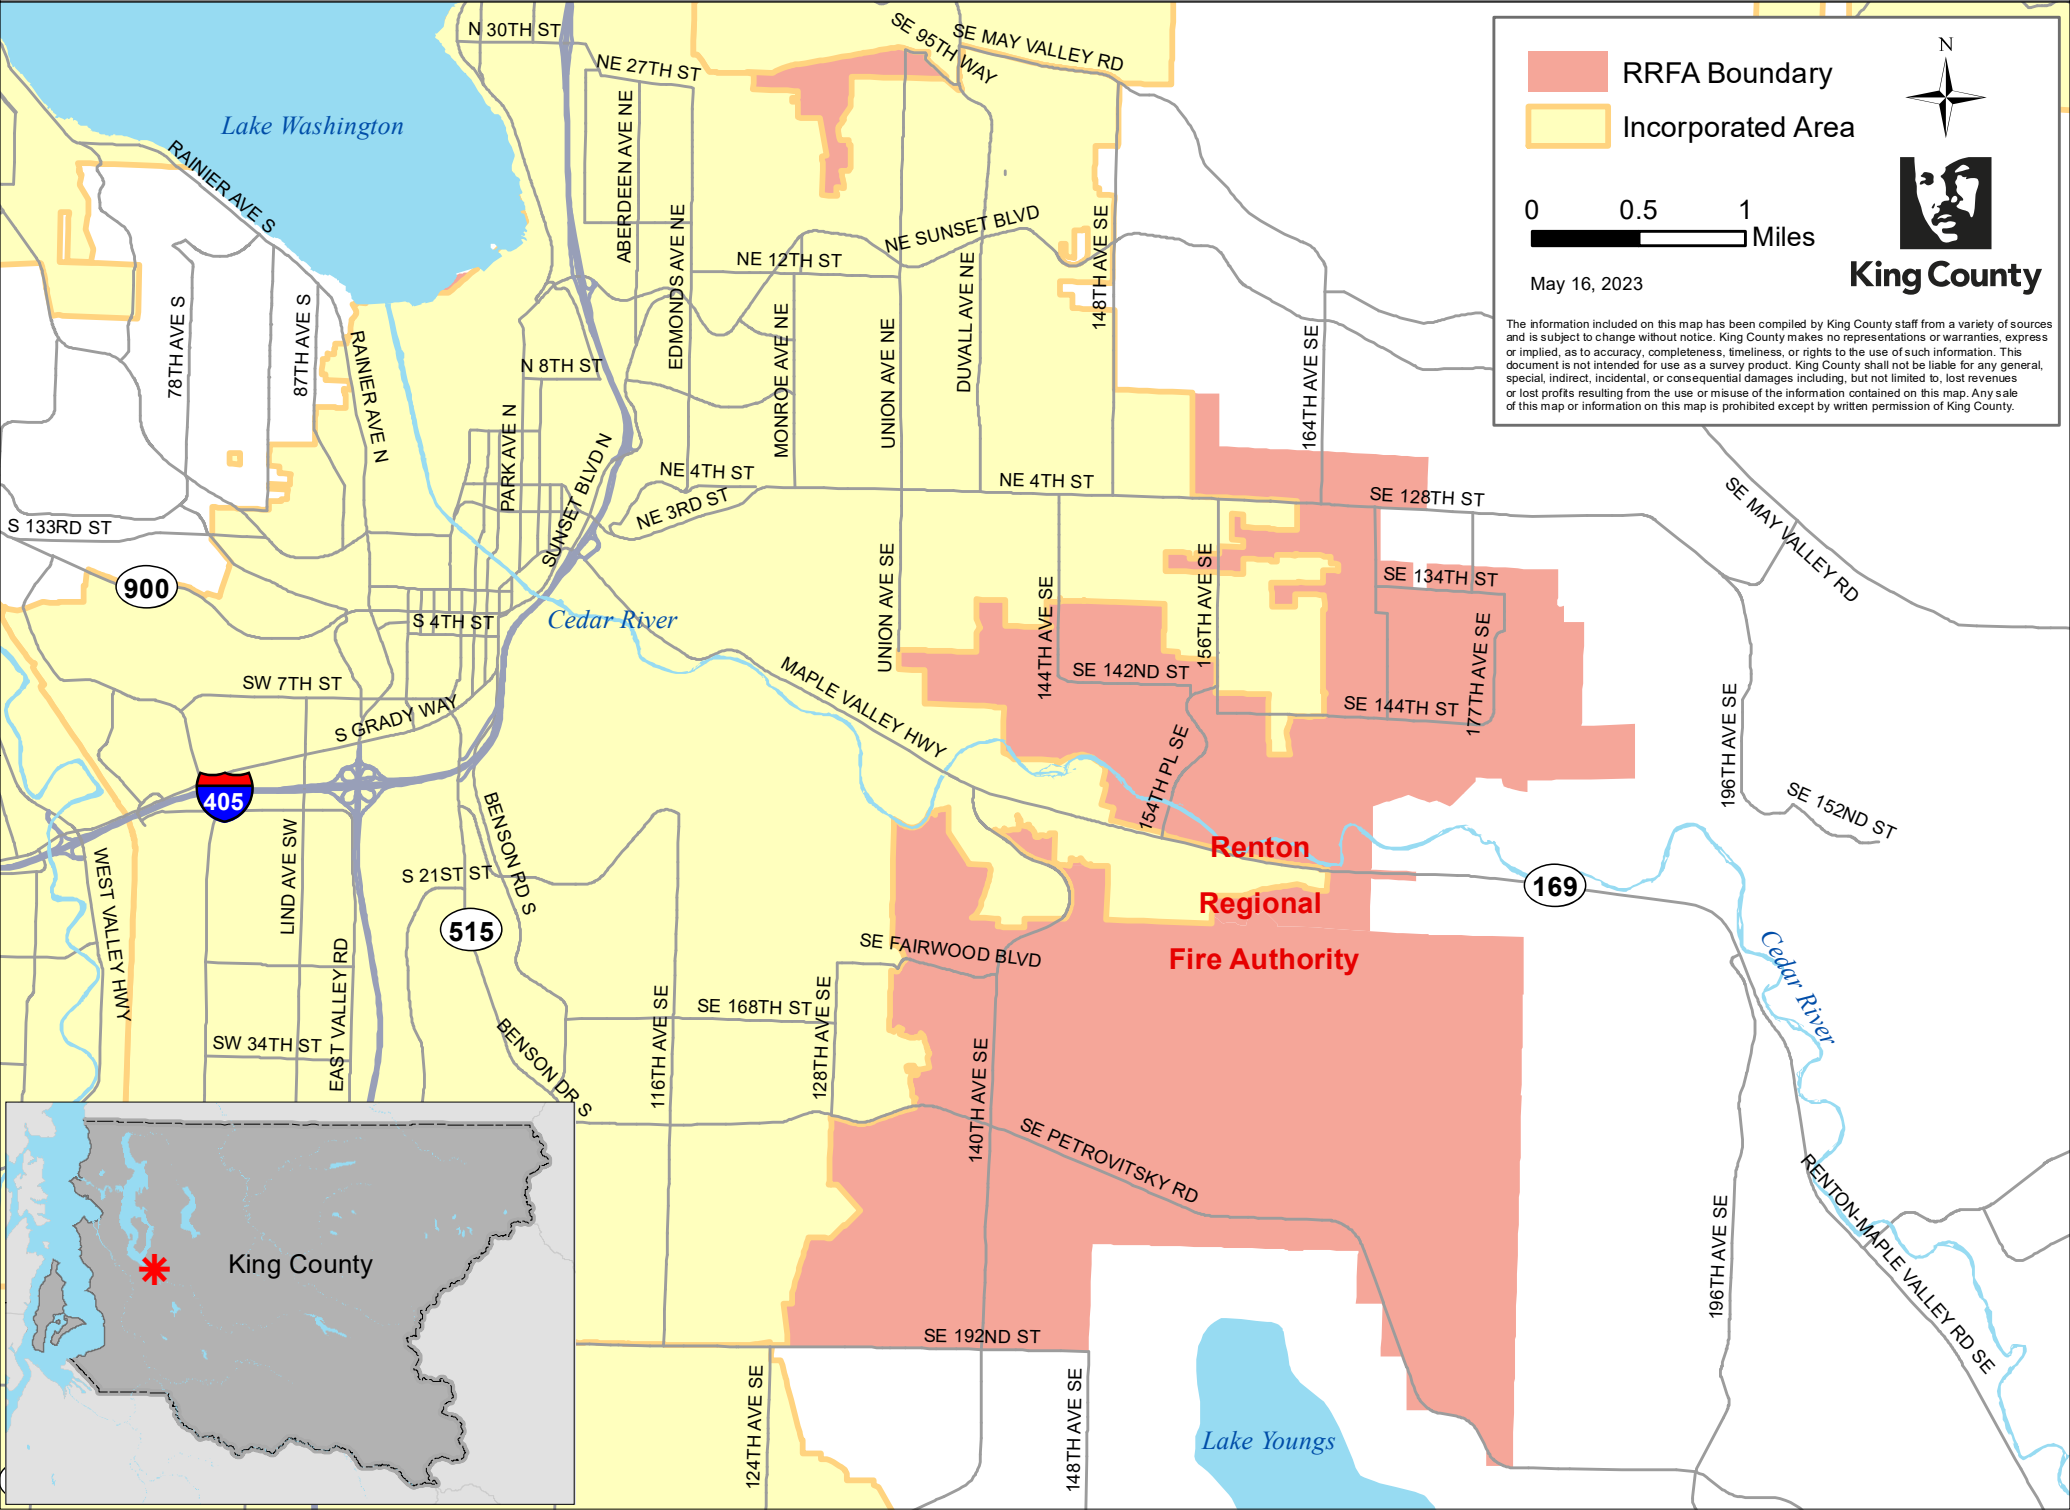 N 30TH ST
SE 95TH WAY
SE MAY VALLEY RD
NE 27TH ST
RRFA Boundary
Incorporated Area
N
0 0.5 1
Miles
May 16, 2023
King County
The information included on this map has been compiled by King County staff from a variety of sources
and is subject to change without notice. King County makes no representations or warranties, express
or implied, as to accuracy, completeness, timeliness, or rights to the use of such information. This
document is not intended for use as a survey product. King County shall not be liable for any general,
special, indirect, incidental, or consequential damages including, but not limited to, lost revenues
or lost profits resulting from the use or misuse of the information contained on this map. Any sale
of this map or information on this map is prohibited except by written permission of King County.
Lake Washington
RAINIER AVE S
ABERDEEN AVE NE
EDMONDS AVE NE
NE SUNSET BLVD
NE 12TH ST
148TH AVE SE
78TH AVE S
87TH AVE S
RAINIER AVE N
N 8TH ST
MONROE AVE NE
UNION AVE NE
DUVALL AVE NE
164TH AVE SE
PARK AVE N
SUNSET BLVD N
NE 4TH ST
NE 3RD ST
NE 4TH ST
SE 128TH ST
SE MAY VALLEY RD
S 133RD ST
900
S 4TH ST
Cedar River
UNION AVE SE
144TH AVE SE
156TH AVE SE
SE 134TH ST
177TH AVE SE
SE 142ND ST
SE 144TH ST
SW 7TH ST
S GRADY WAY
MAPLE VALLEY HWY
154TH PL SE
196TH AVE SE
SE 152ND ST
405
BENSON RD S
WEST VALLEY HWY
LIND AVE SW
S 21ST ST
515
Renton
Regional
Fire Authority
169
SE FAIRWOOD BLVD
Cedar River
EAST VALLEY RD
SW 34TH ST
BENSON DR S
116TH AVE SE
SE 168TH ST
128TH AVE SE
140TH AVE SE
SE PETROVITSKY RD
196TH AVE SE
RENTON-MAPLE VALLEY RD SE
King County
SE 192ND ST
124TH AVE SE
148TH AVE SE
Lake Youngs